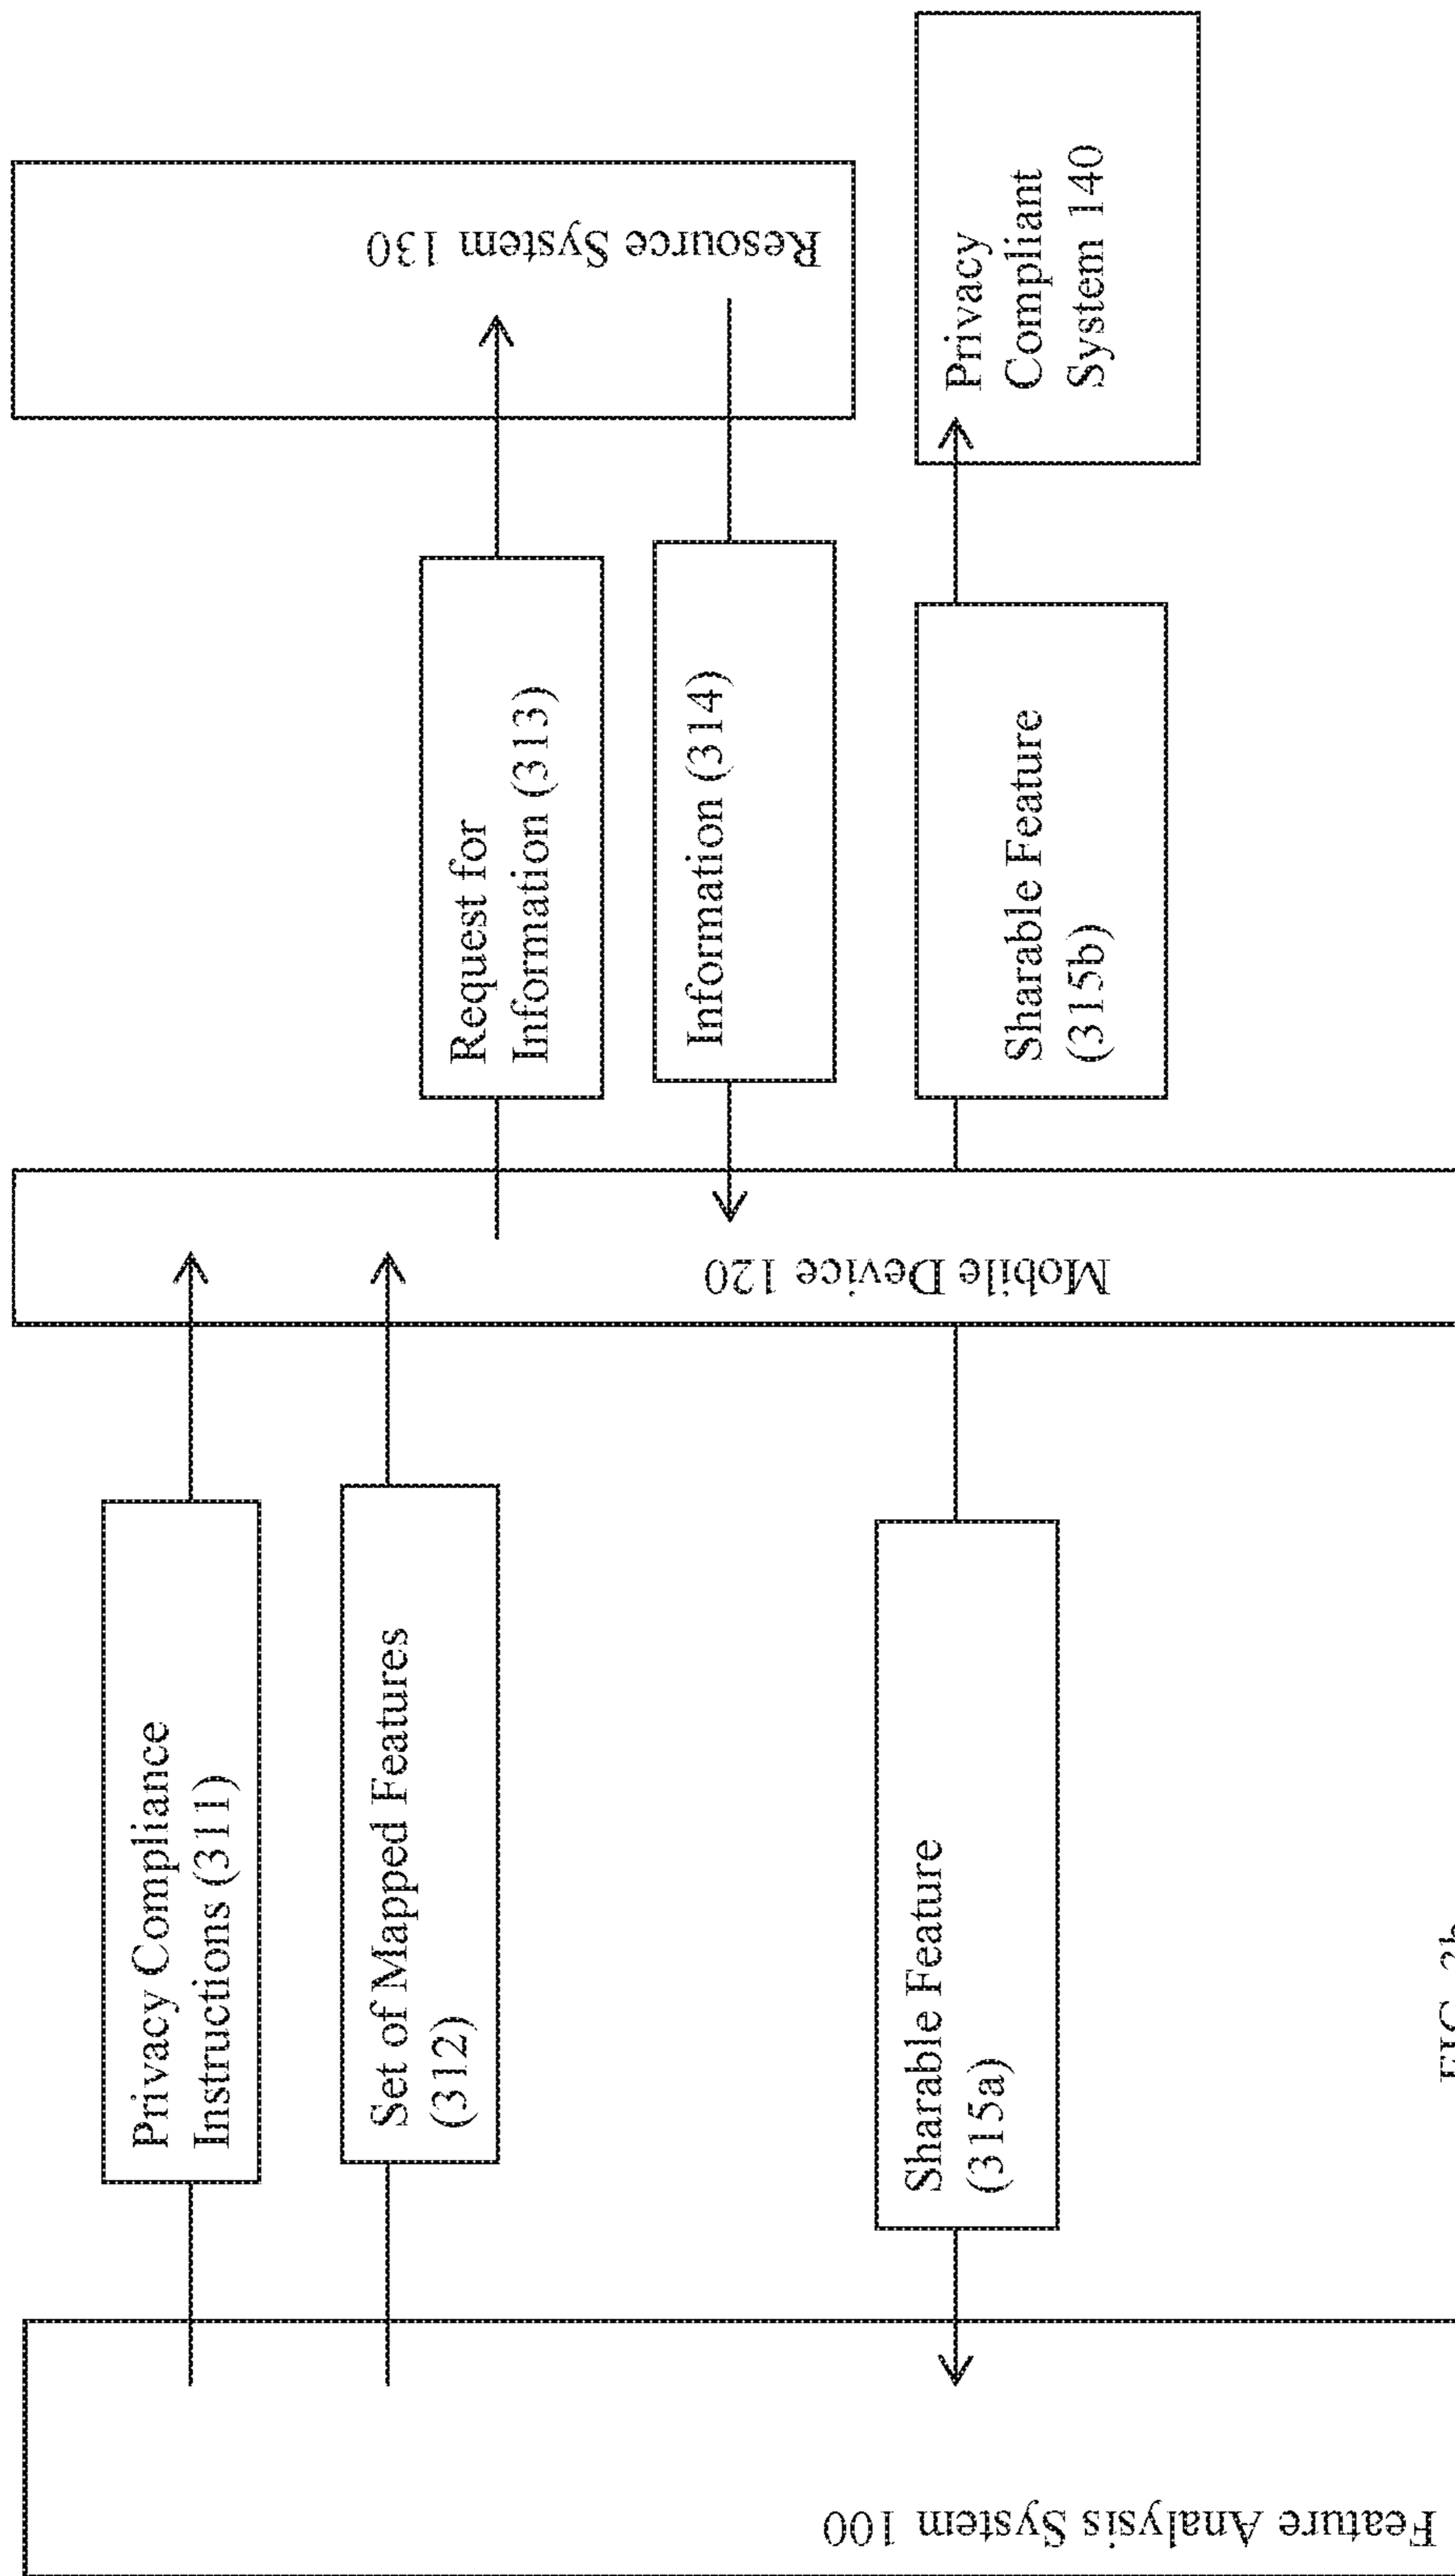 Feature Analysis System 100
Privacy Compliance
Instructions (311)
Set of Mapped Features
(312)
Sharable Feature
(315a)
Mobile Device 120
Request for
Information (313)
Information (314)
Sharable Feature
(315b)
Resource System 130
Privacy
Compliant
System 140